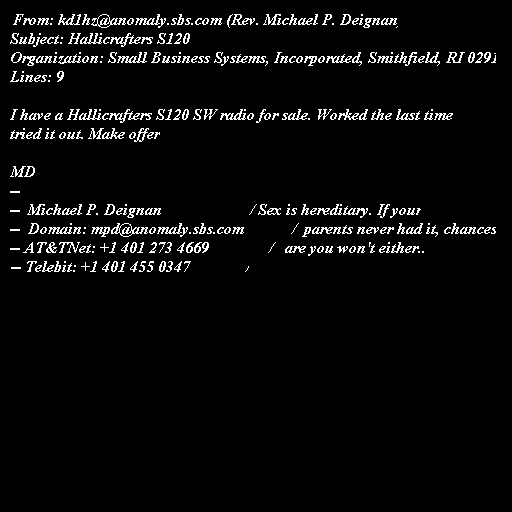 From: kd1hz@anomaly.sbs.com (Rev. Michael P. Deignan)
Subject: Hallicrafters S120
Organization: Small Business Systems, Incorporated, Smithfield, RI 0291
Lines: 9
I have a Hallicrafters S120 SW radio for sale. Worked the last time
tried it out. Make offer
MD
--
-- Michael P. Deignan / Sex is hereditary. If your
-- Domain: mpd@anomaly.sbs.com / parents never had it, chances
-- AT&TNet: +1 401 273 4669 / are you won't either..
-- Telebit: +1 401 455 0347 /